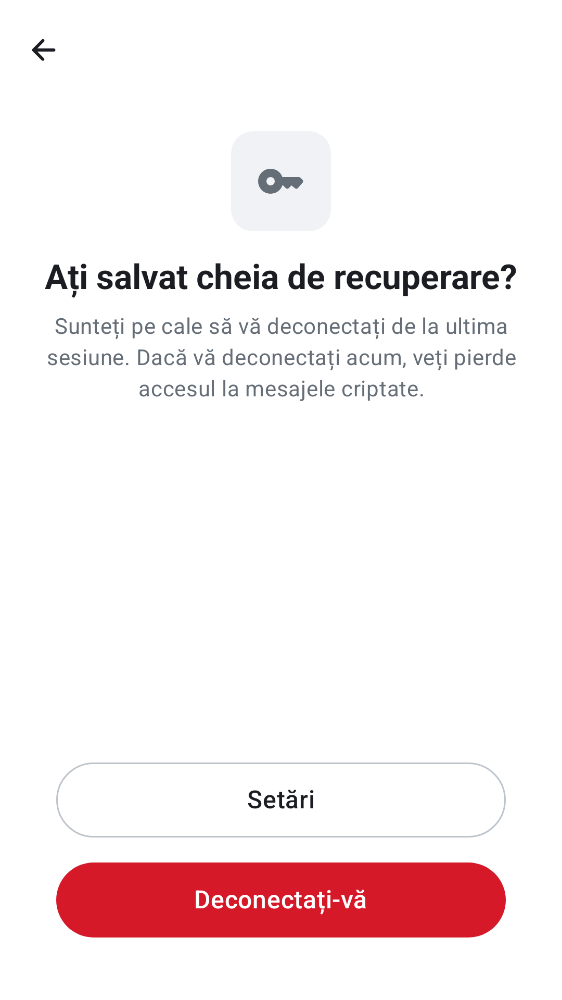 Ați salvat cheia de recuperare?
Sunteți pe cale să vă deconectați de la ultima
sesiune. Dacă vă deconectați acum, veți pierde
accesul la mesajele criptate.
Setări
Deconectați-vă